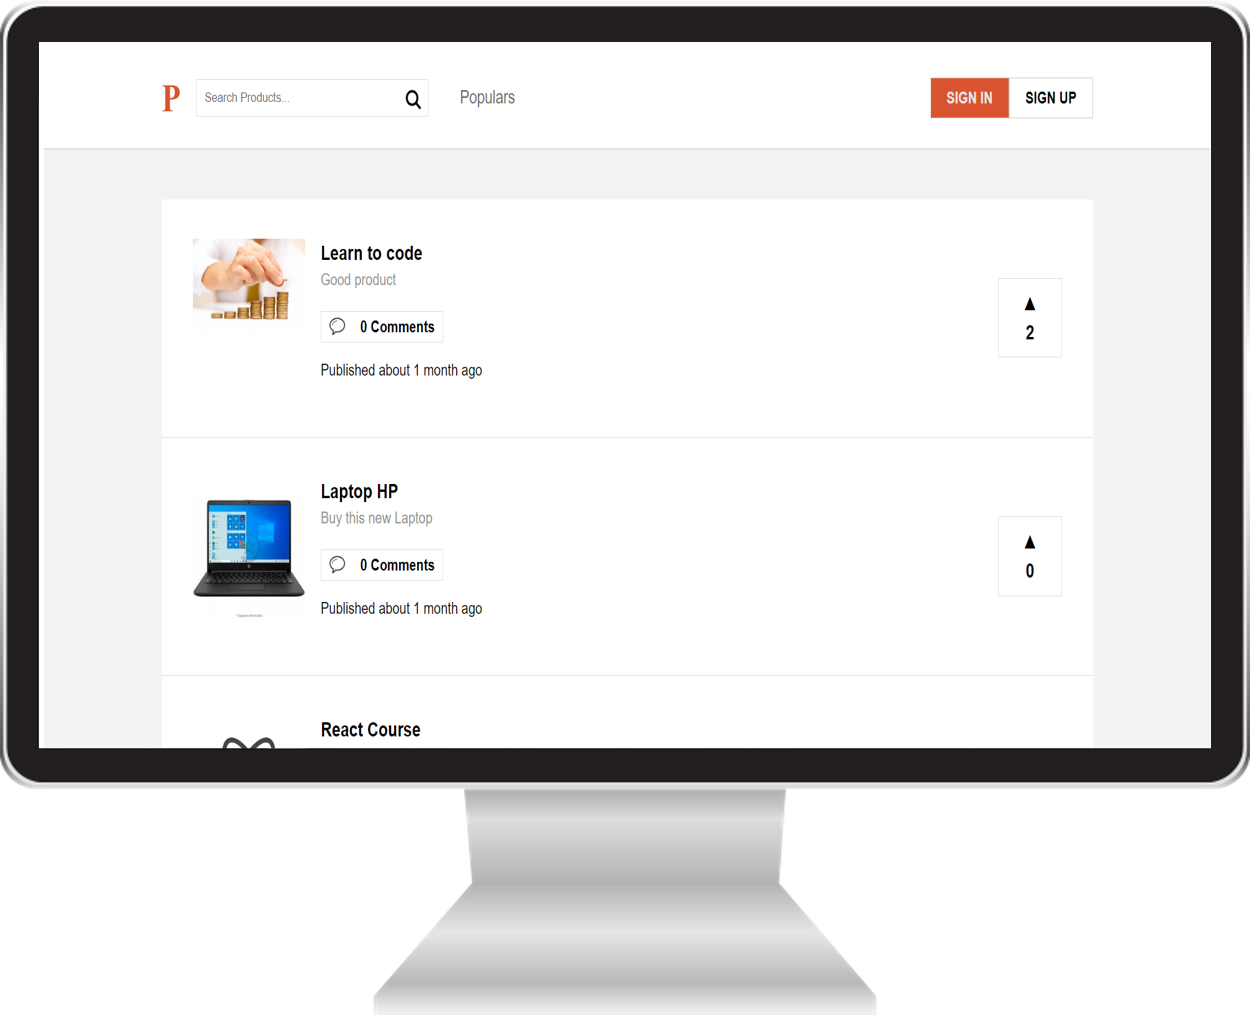 P
Search Products...
Populars
SIGN IN
SIGN UP
Learn to code
Good product
0 Comments
Published about 1 month ago
▲
2
Laptop HP
Buy this new Laptop
0 Comments
Published about 1 month ago
▲
0
React Course